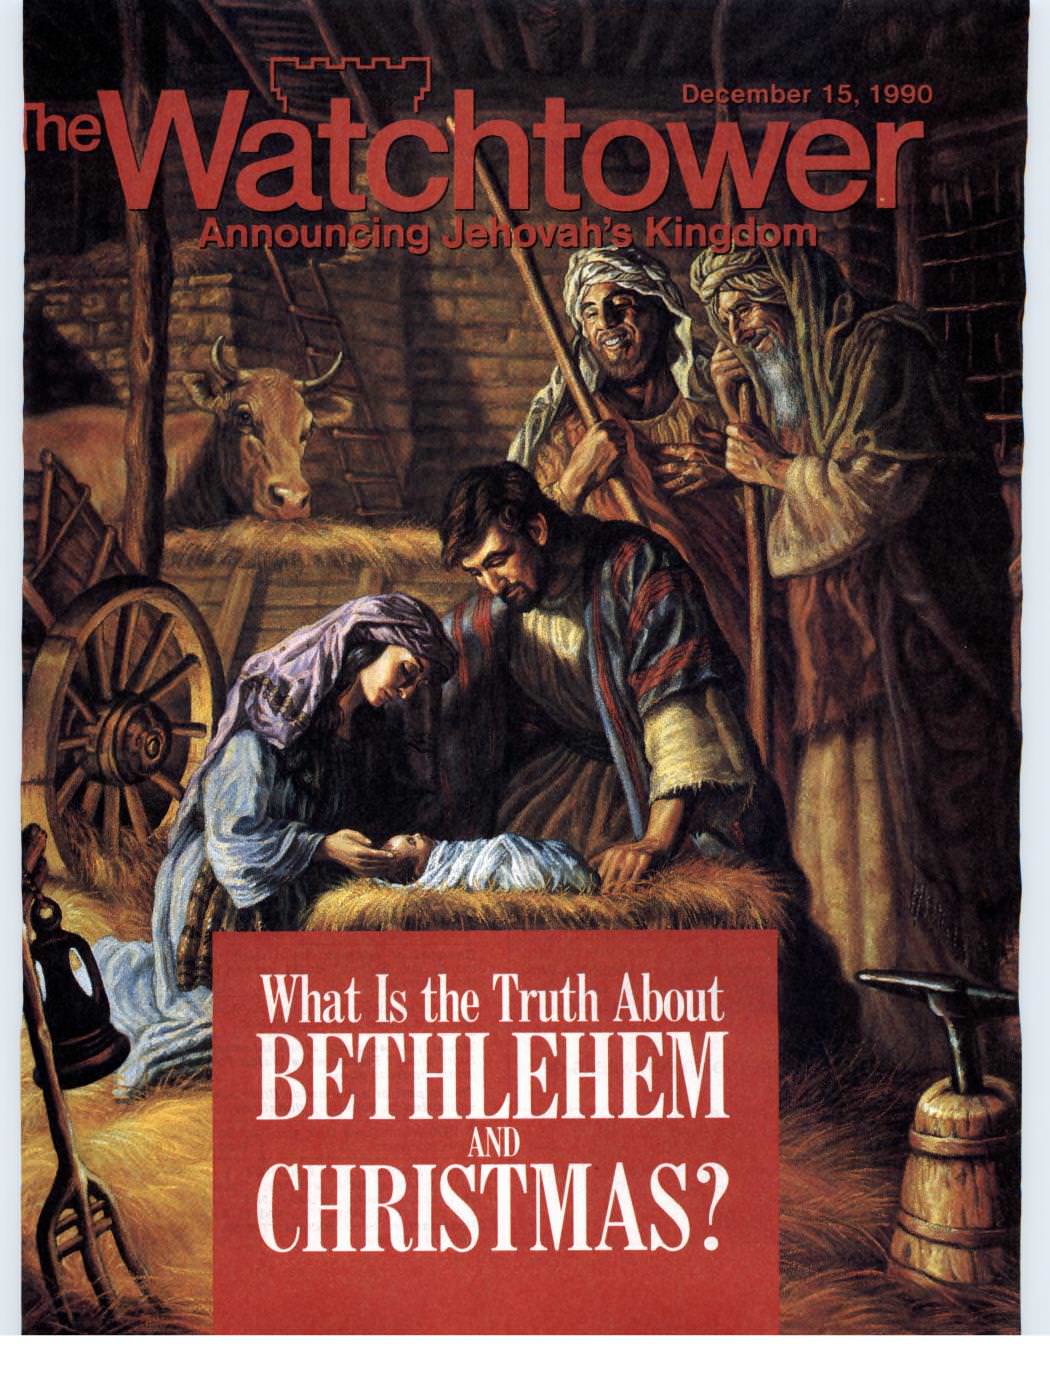 December 15, 1990
The Watchtower
Announcing Jehovah's Kingdom
What Is the Truth About
BETHLEHEM
AND
CHRISTMAS?